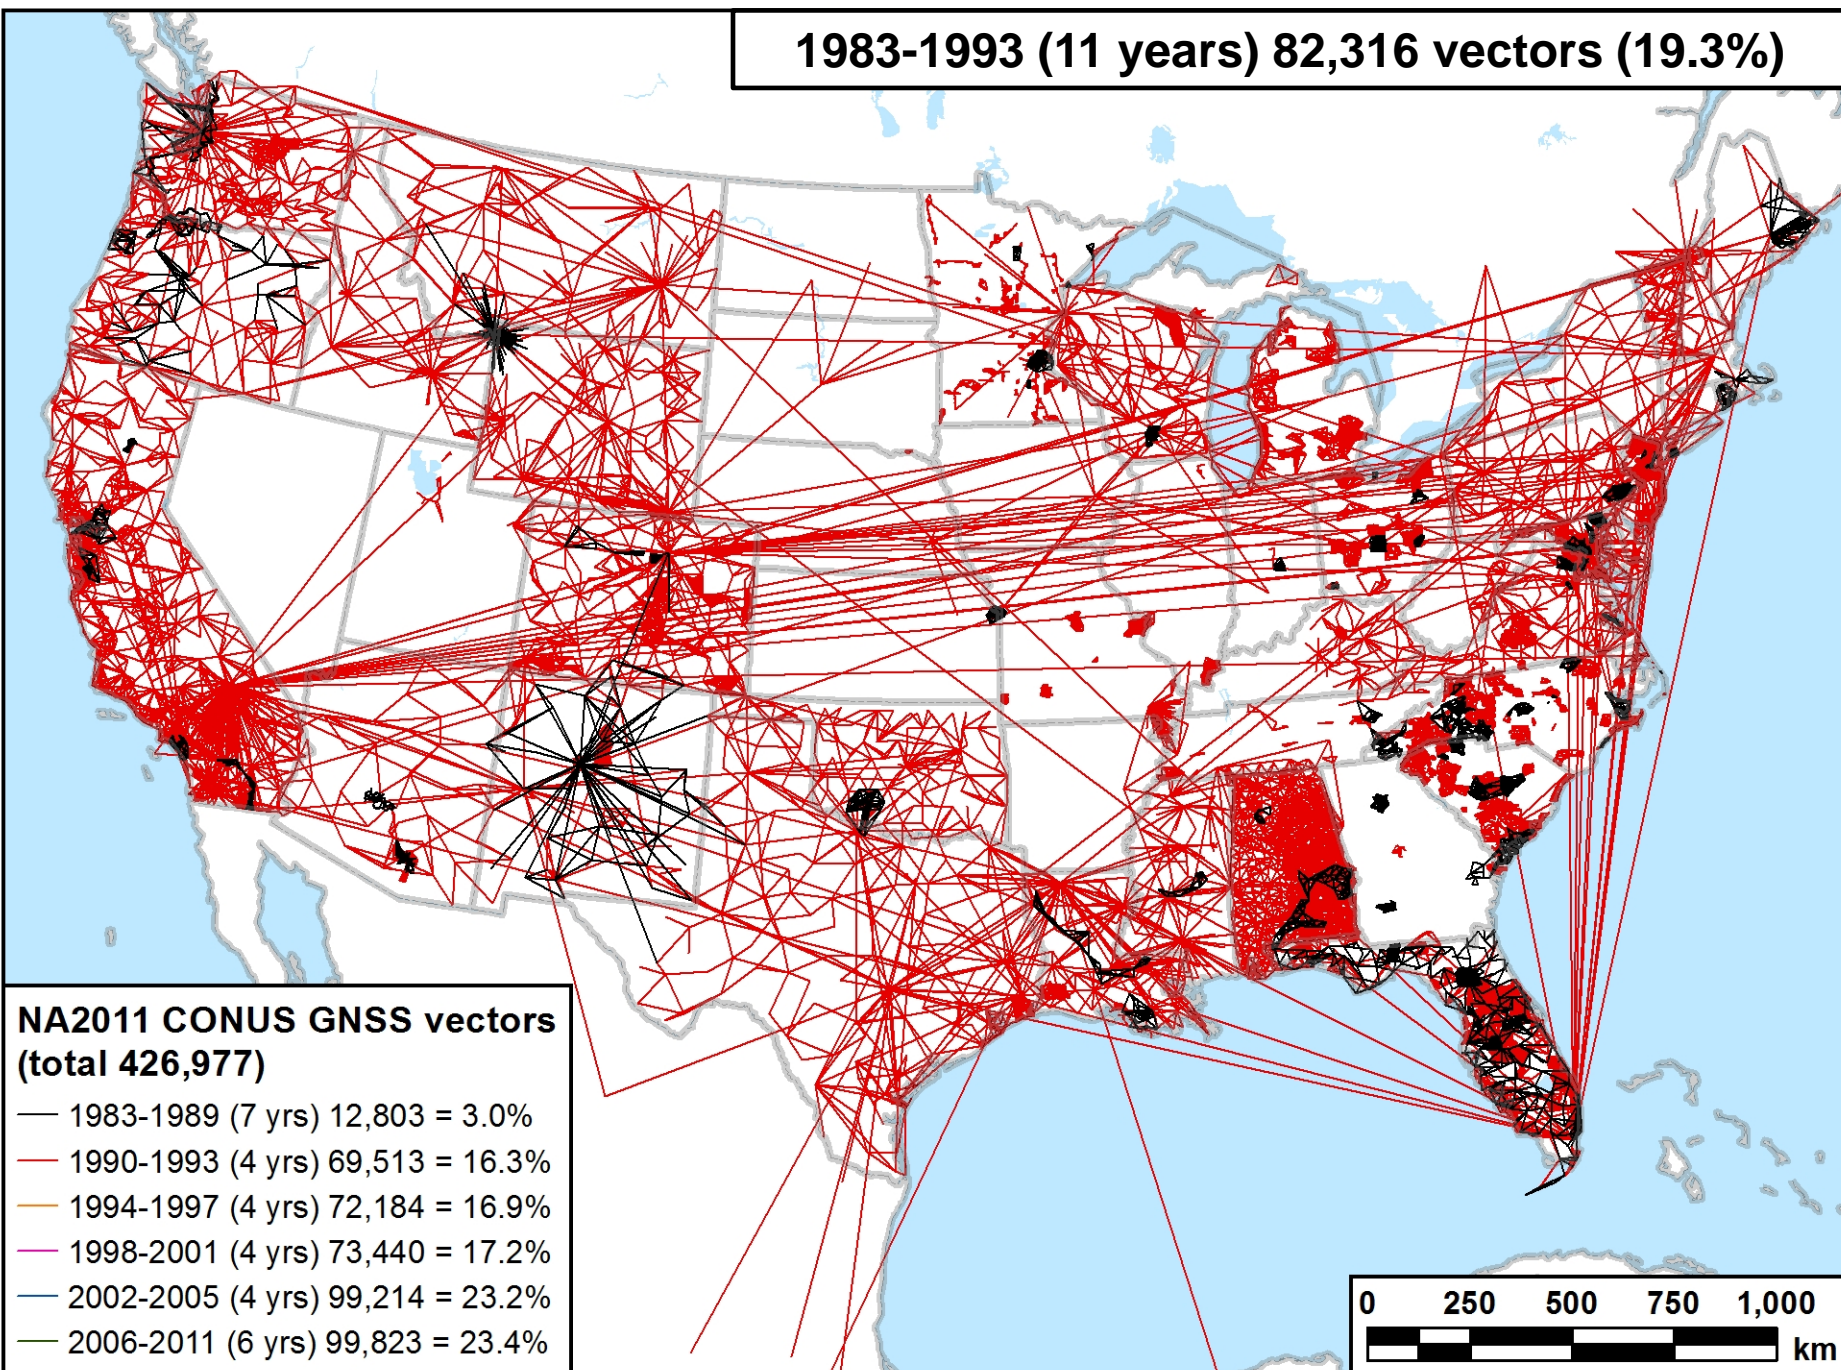 1983-1993 (11 years) 82,316 vectors (19.3%)
NA2011 CONUS GNSS vectors
(total 426,977)
1983-1989 (7 yrs) 12,803 = 3.0%
1990-1993 (4 yrs) 69,513 = 16.3%
1994-1997 (4 yrs) 72,184 = 16.9%
1998-2001 (4 yrs) 73,440 = 17.2%
2002-2005 (4 yrs) 99,214 = 23.2%
2006-2011 (6 yrs) 99,823 = 23.4%
0 250 500 750 1,000
km